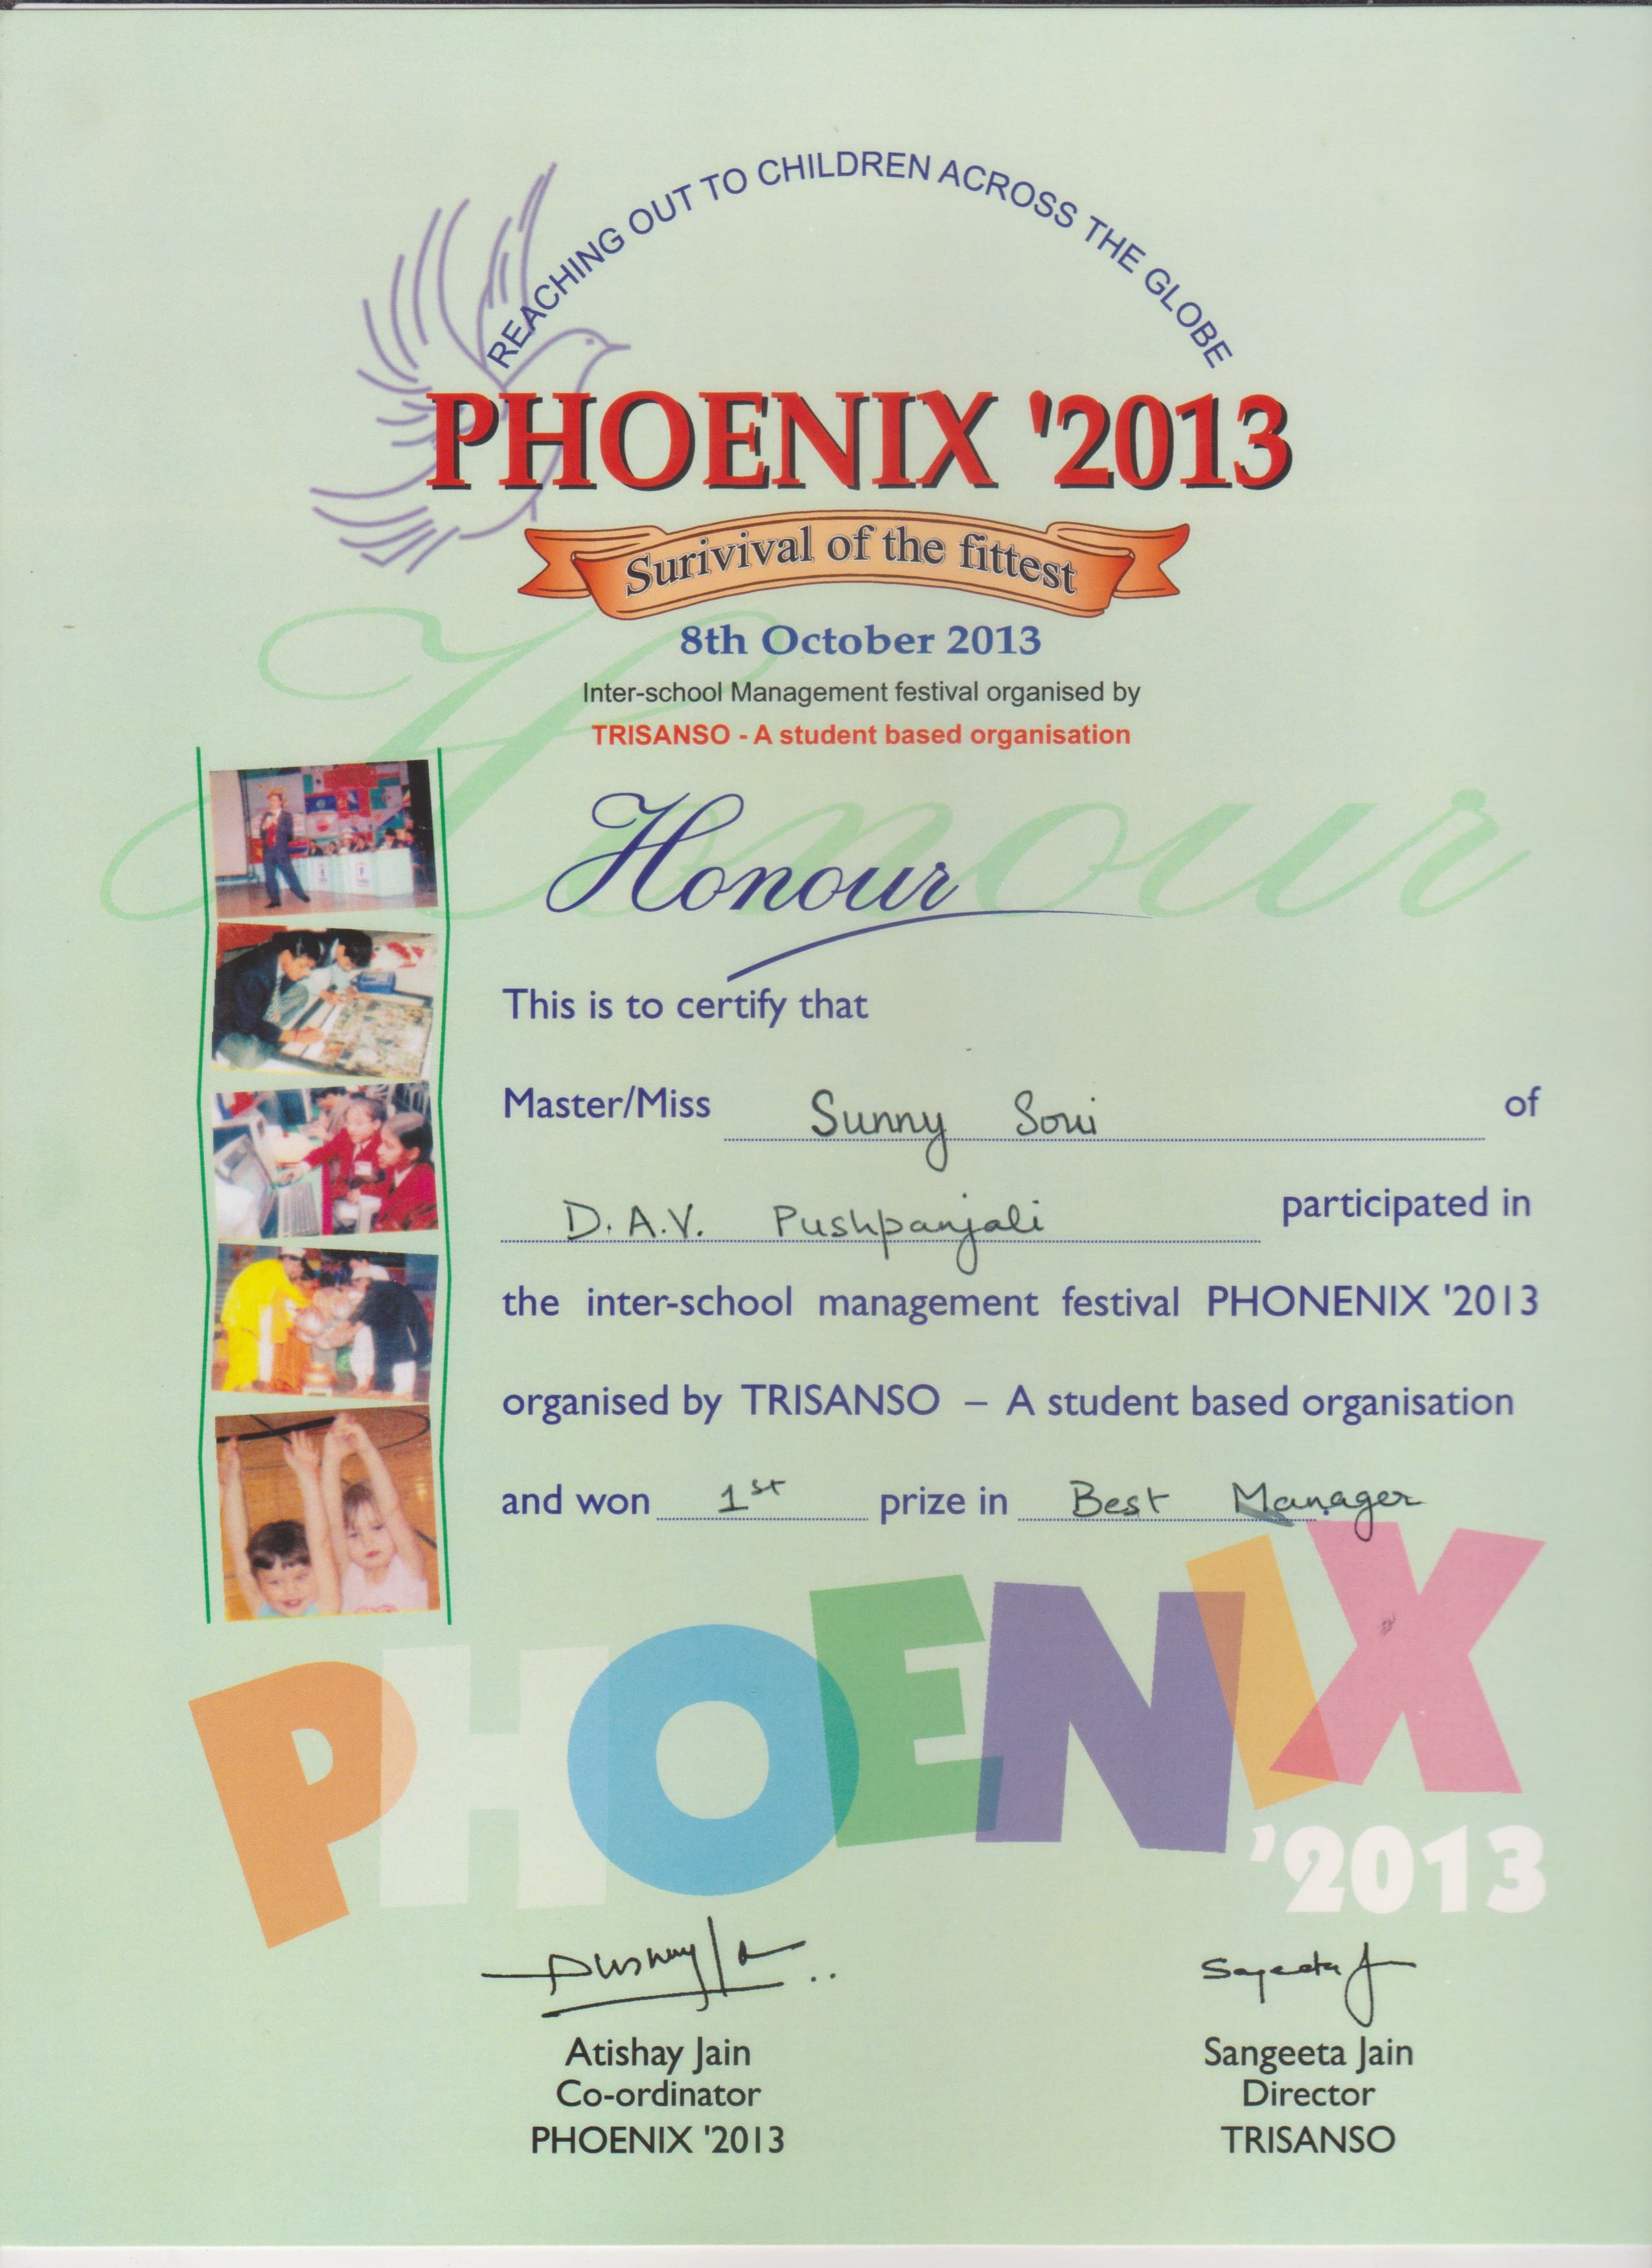 REACHING OUT TO CHILDREN ACROSS THE GLOBE
PHOENIX '2013
Surivival of the fittest
8th October 2013
Inter-school Management festival organised by
TRISANSO - A student based organisation
Honour
Honour
This is to certify that
Master/Miss Sunny Soni of
D.A.V. Pushpanjali participated in
the inter-school management festival PHONENIX '2013
organised by TRISANSO – A student based organisation
and won 1st prize in Best Manager
PHOENIX
'2013
Atishay Jain
Co-ordinator
PHOENIX '2013
Sangeeta Jain
Director
TRISANSO